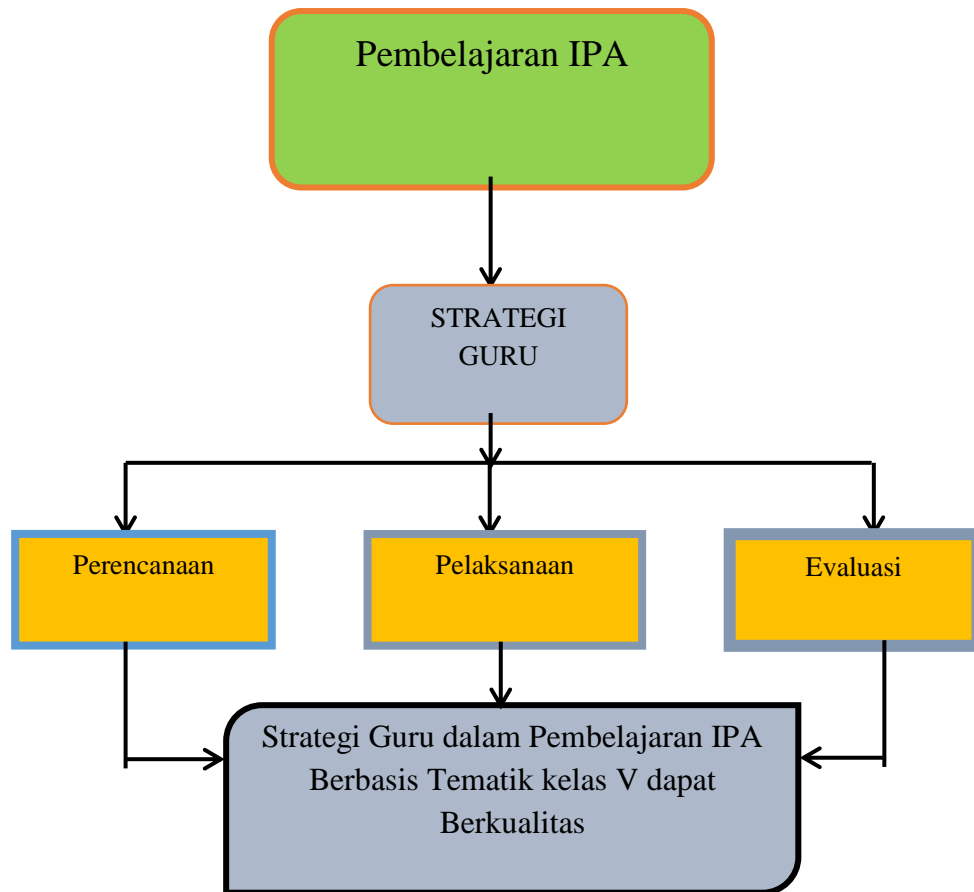 Pembelajaran IPA
STRATEGI
GURU
Perencanaan
Pelaksanaan
Evaluasi
Strategi Guru dalam Pembelajaran IPA
Berbasis Tematik kelas V dapat
Berkualitas